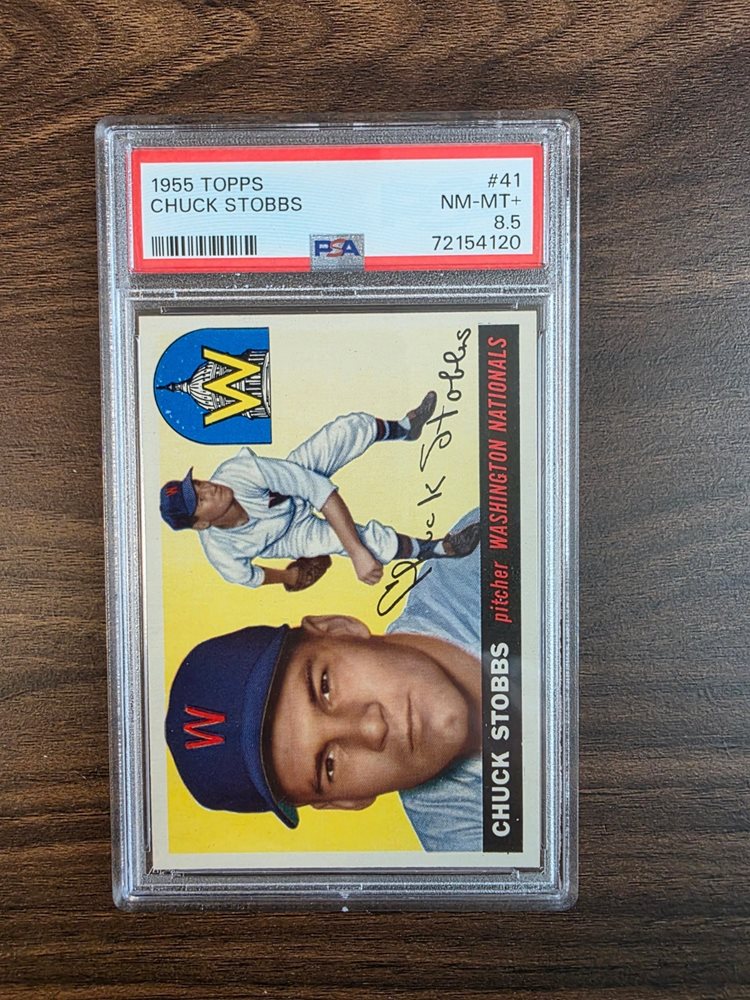 1955 TOPPS
CHUCK STOBBS
#41
NM-MT+
8.5
72154120
PSA
W
W
W
Chuck Stobbs
CHUCK STOBBS pitcher WASHINGTON NATIONALS